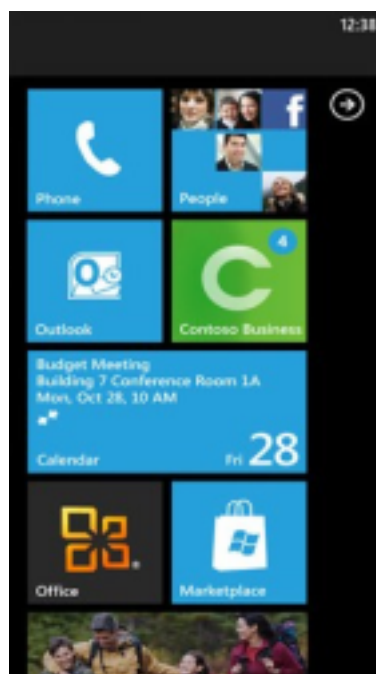 12:38
Phone
People
f
Outlook
4
C
Contoso Business
Budget Meeting
Building 7 Conference Room 1A
Mon, Oct 28, 10 AM
Calendar
Fri 28
Office
Marketplace